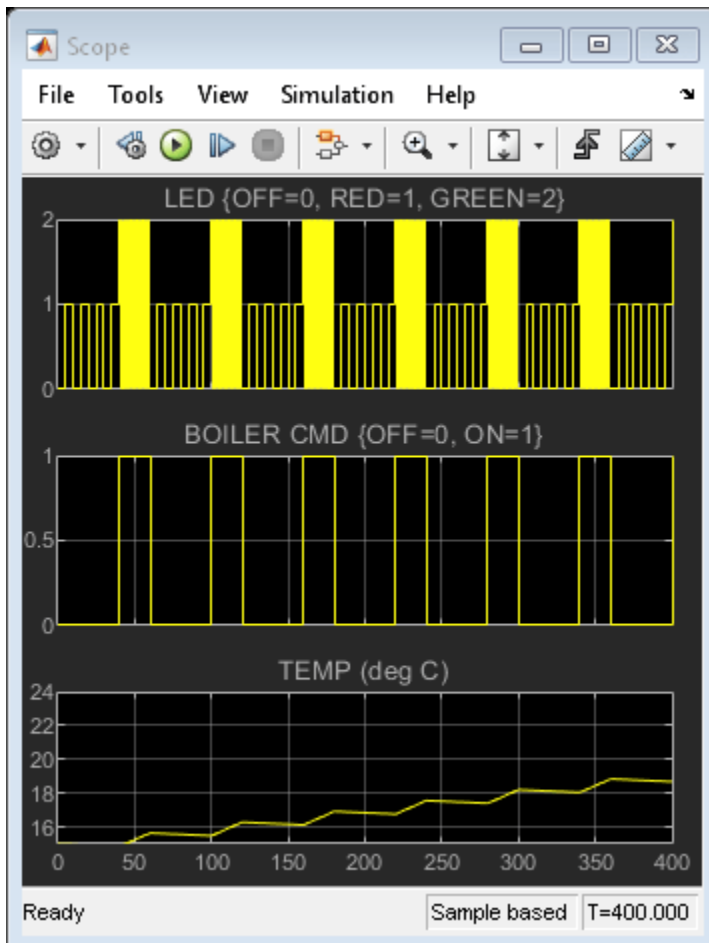 Scope
File Tools View Simulation Help
LED {OFF=0, RED=1, GREEN=2}
2
1
0
BOILER CMD {OFF=0, ON=1}
1
0.5
0
TEMP (deg C)
24
22
20
18
16
0 50 100 150 200 250 300 350 400
Ready Sample based T=400.000